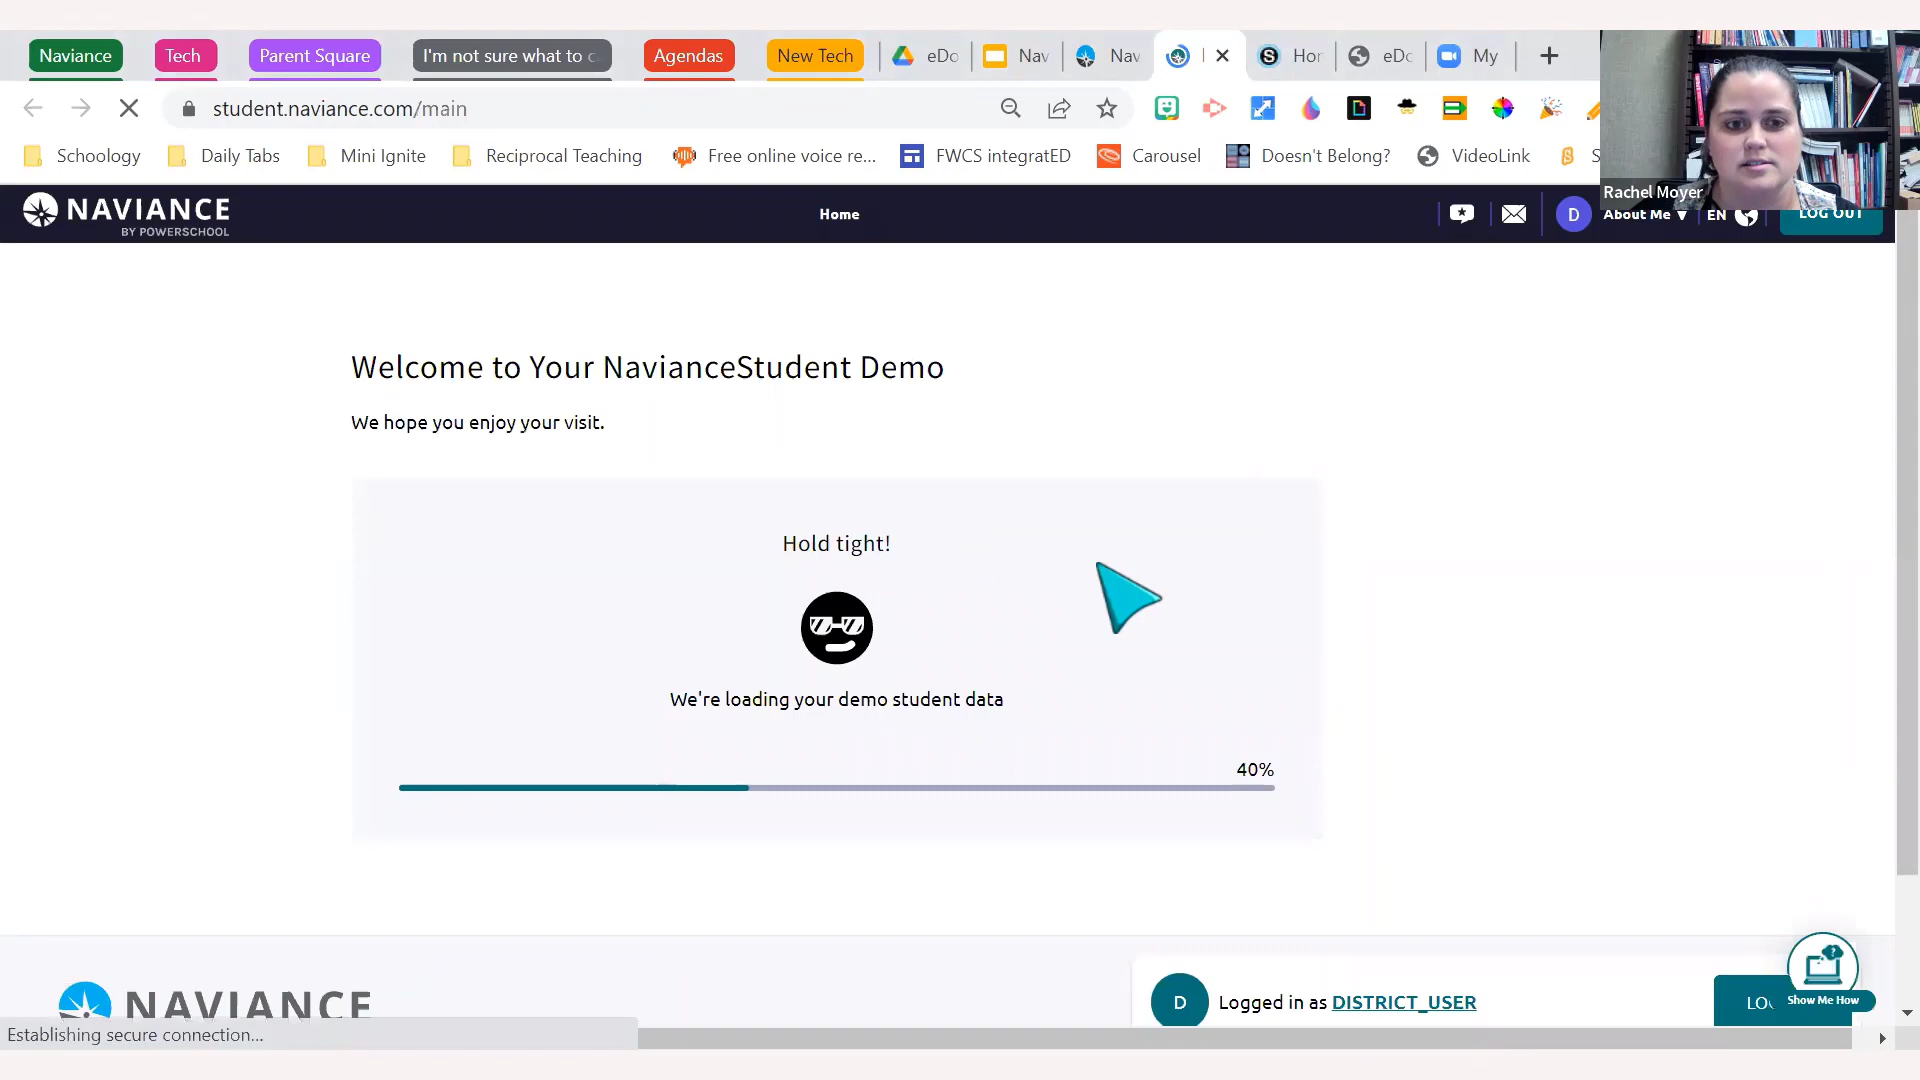 Naviance Tech Parent Square I'm not sure what to c Agendas New Tech eDo Nav Nav Hor eDc My
student.naviance.com/main
Schoology Daily Tabs Mini Ignite Reciprocal Teaching Free online voice re... FWCS integratED Carousel Doesn't Belong? VideoLink S
Rachel Moyer
NAVIANCE
BY POWERSCHOOL
Home
D About Me EN LOG OUT
Welcome to Your NavianceStudent Demo
We hope you enjoy your visit.
Hold tight!
We're loading your demo student data
40%
NAVIANCE
D Logged in as DISTRICT_USER
LO
Show Me How
Establishing secure connection...